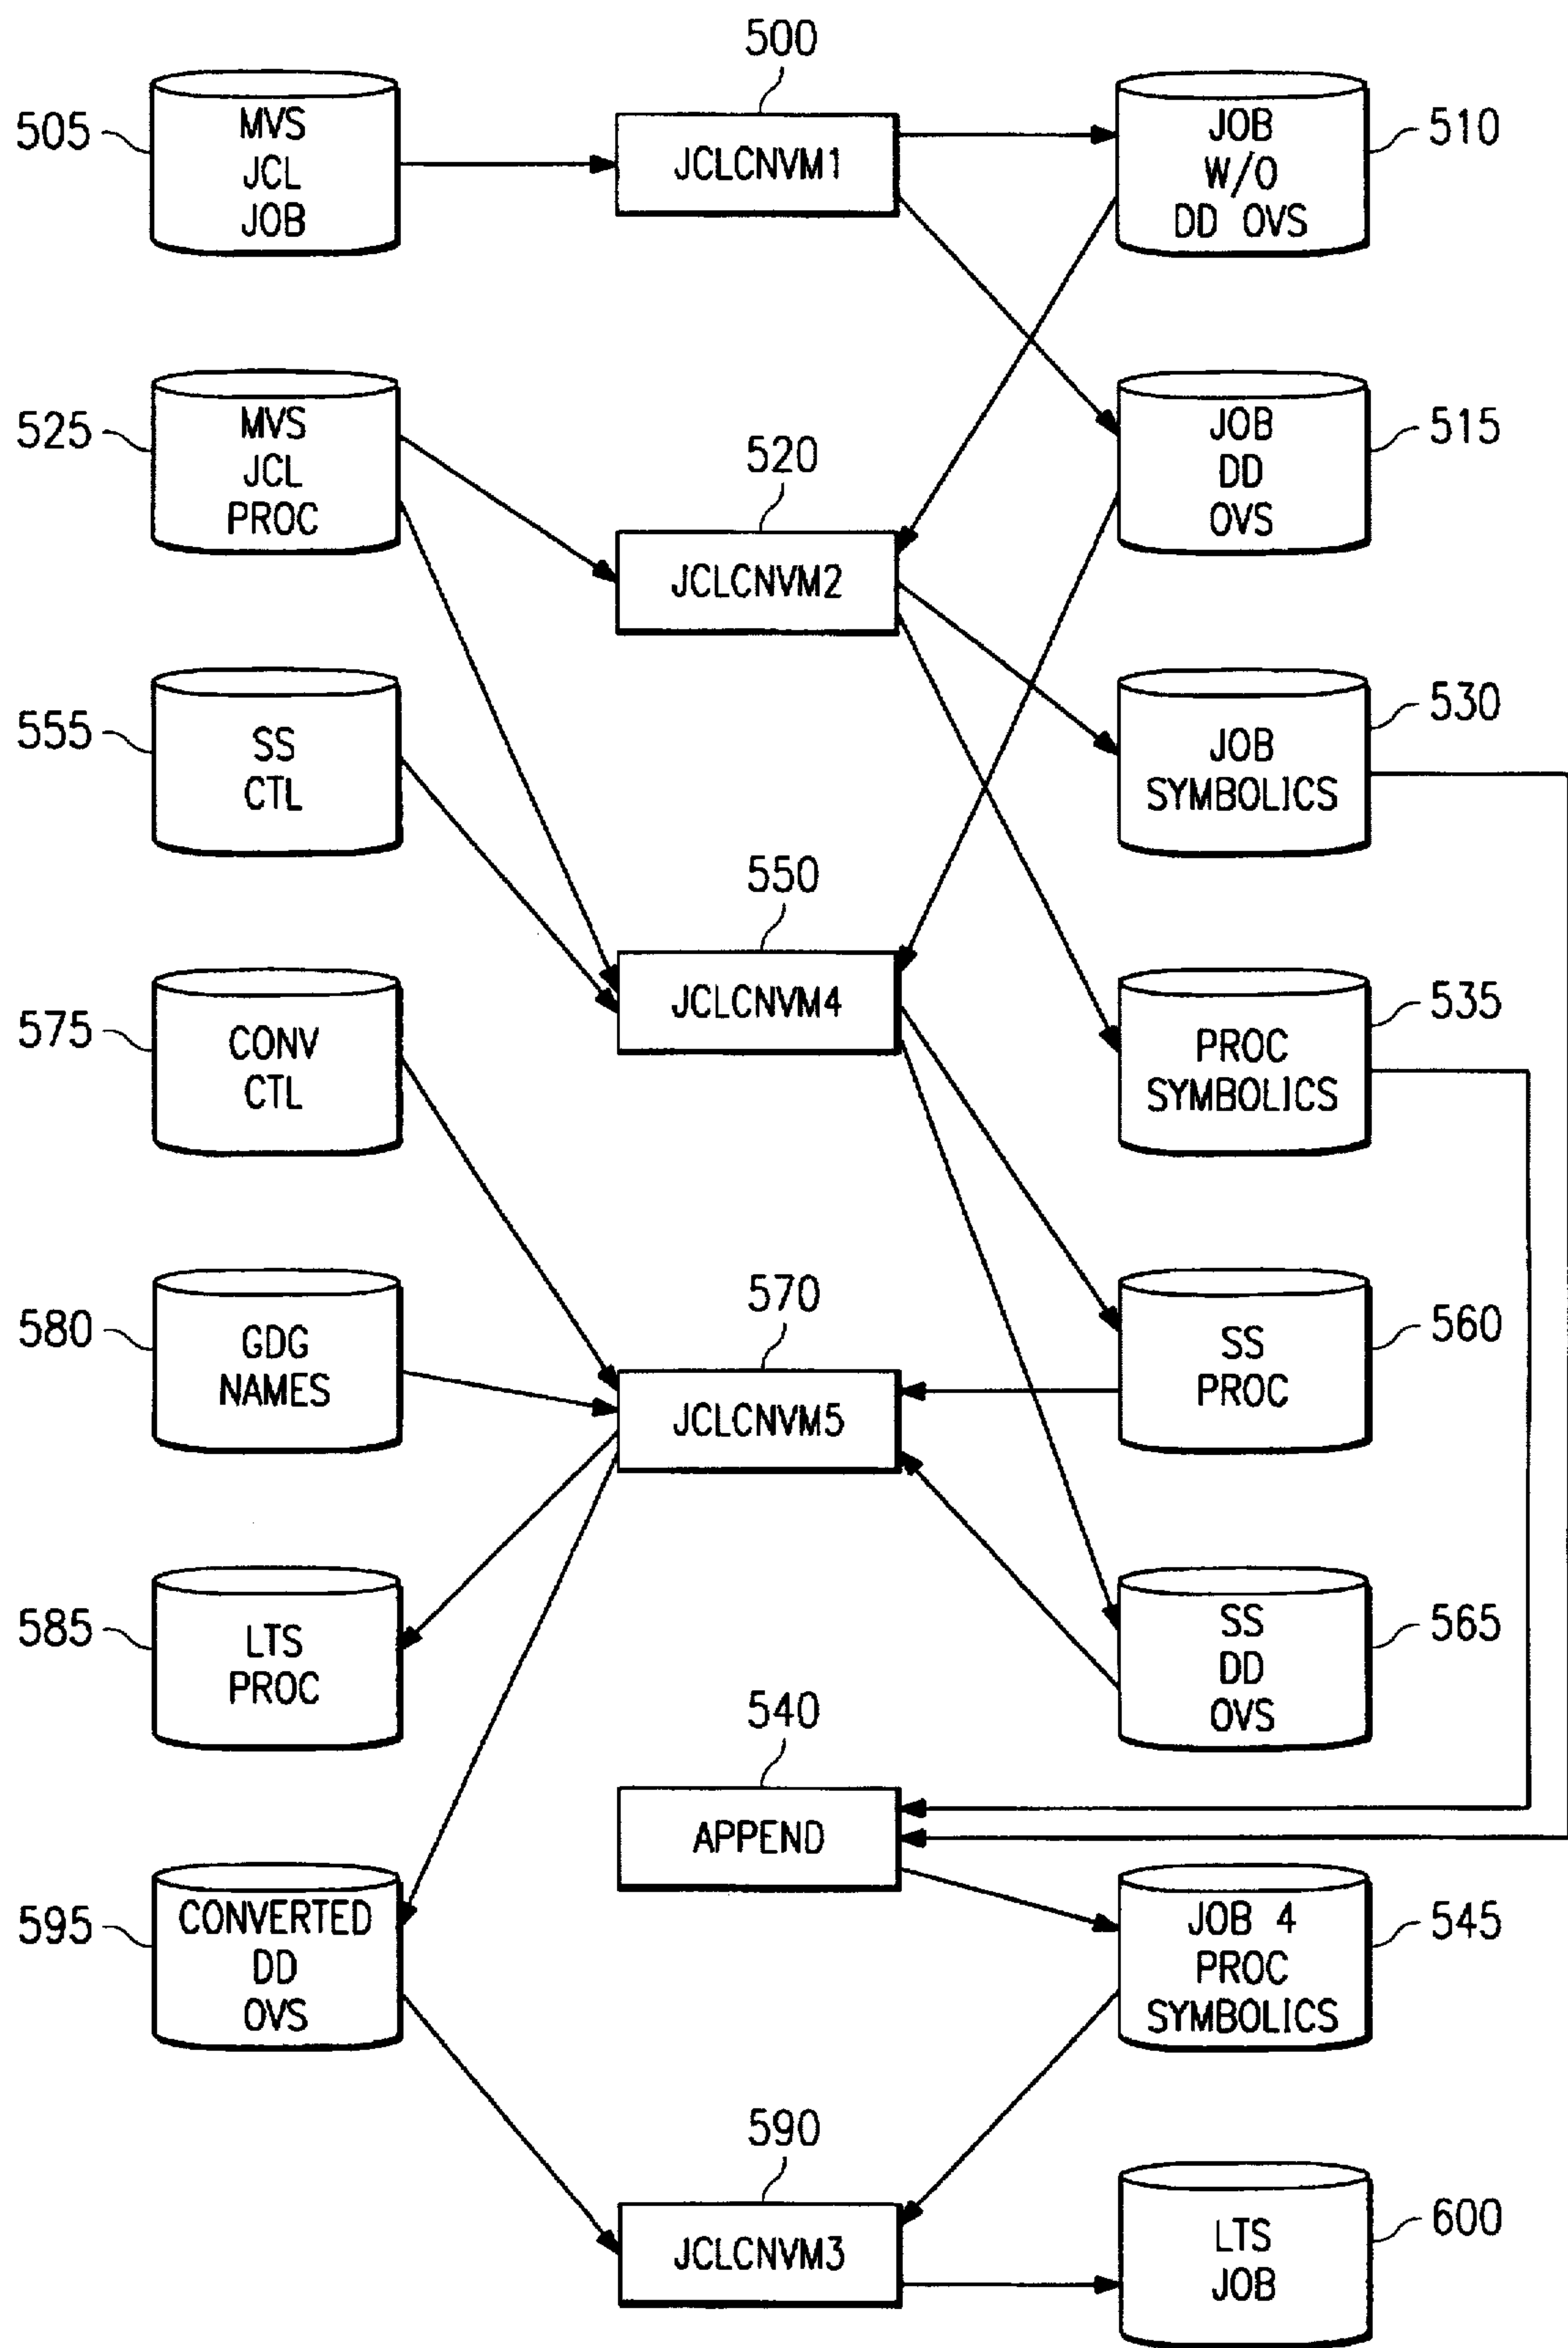 500
505
MVS
JCL
JOB
JCLCNVM1
JOB
W/O
DD OVS
510
525
MVS
JCL
PROC
520
JCLCNVM2
JOB
DD
OVS
515
555
SS
CTL
530
JOB
SYMBOLICS
550
JCLCNVM4
575
CONV
CTL
535
PROC
SYMBOLICS
580
GDG
NAMES
570
JCLCNVM5
560
SS
PROC
585
LTS
PROC
565
SS
DD
OVS
540
APPEND
595
CONVERTED
DD
OVS
545
JOB 4
PROC
SYMBOLICS
590
JCLCNVM3
600
LTS
JOB